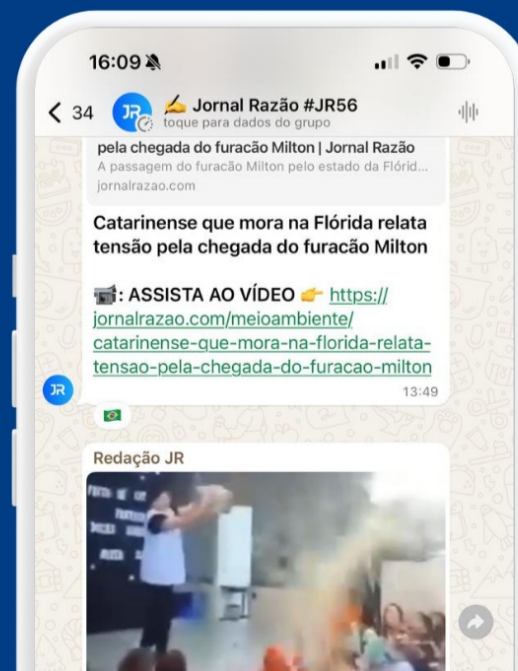 16:09
34
JR
✍️ Jornal Razão #JR56
toque para dados do grupo
pela chegada do furacão Milton | Jornal Razão
A passagem do furacão Milton pelo estado da Flórid...
jornalrazao.com
Catarinense que mora na Flórida relata
tensão pela chegada do furacão Milton
📹: ASSISTA AO VÍDEO 👉 https://
jornalrazao.com/meioambiente/
catarinense-que-mora-na-florida-relata-
tensao-pela-chegada-do-furacao-milton
13:49
JR
🇧🇷
Redação JR